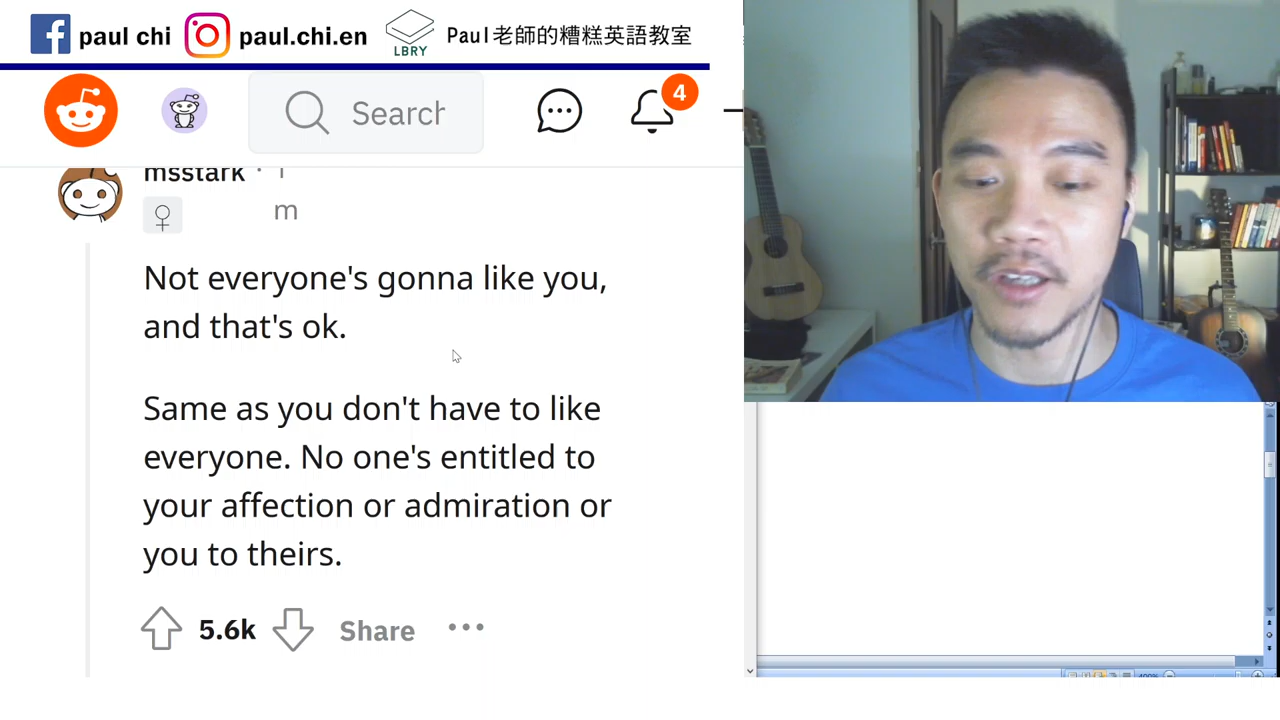 paul chi paul.chi.en LBRY Paul老師的糟糕英語教室
Search 4
msstark · 1
m
Not everyone's gonna like you,
and that's ok.
Same as you don't have to like
everyone. No one's entitled to
your affection or admiration or
you to theirs.
5.6k Share